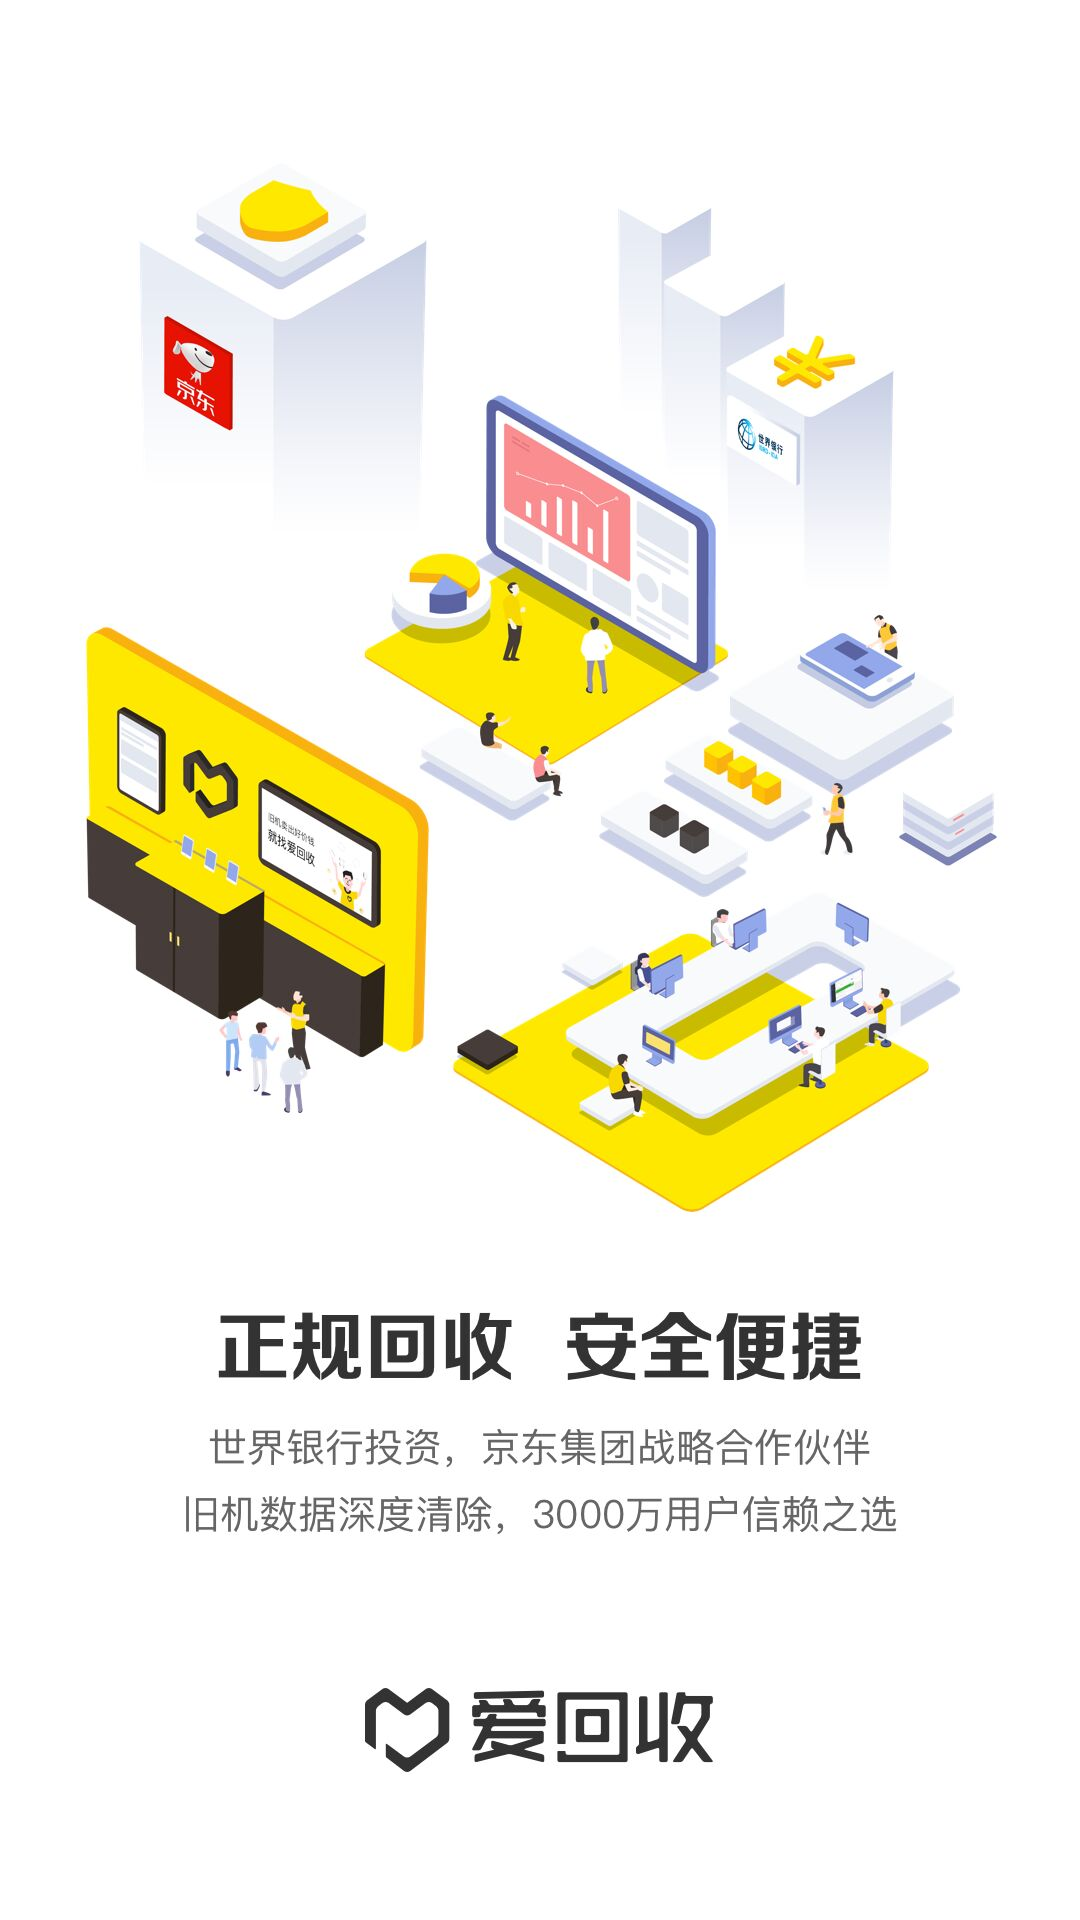 京东
世界银行
IBRD·IDA
旧机卖出好价钱
就找爱回收
正规回收 安全便捷
世界银行投资，京东集团战略合作伙伴
旧机数据深度清除，3000万用户信赖之选
爱回收